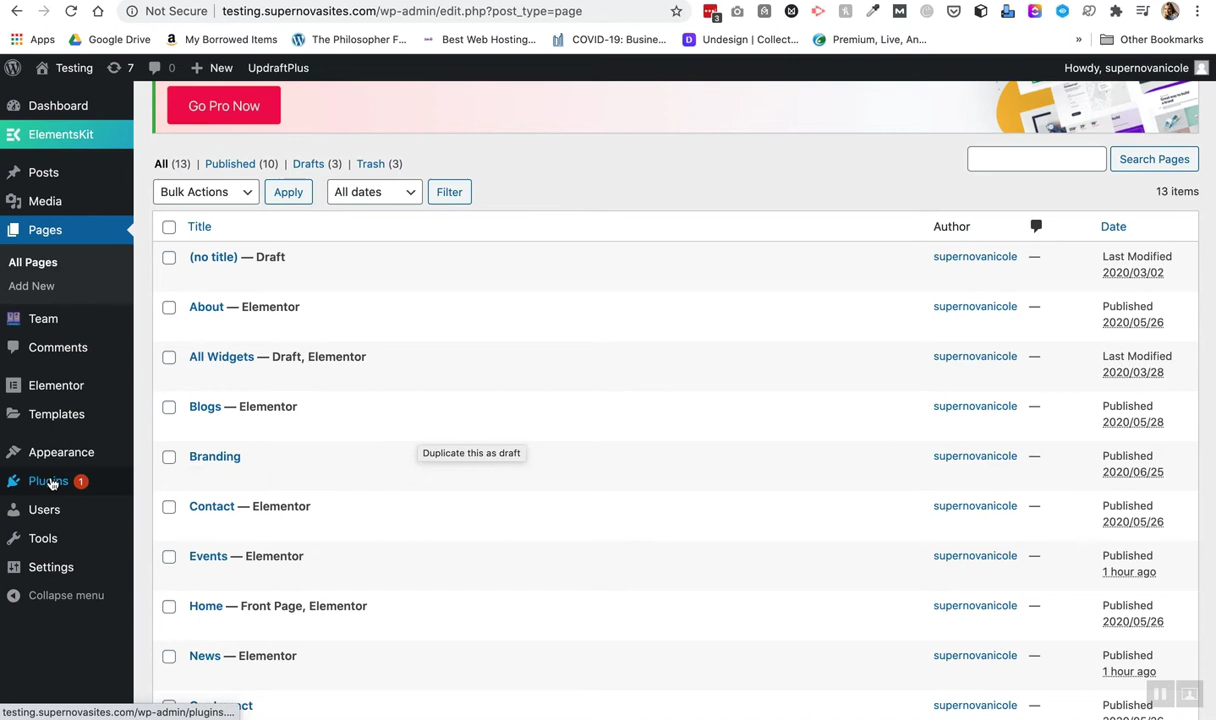 Not Secure | testing.supernovasites.com/wp-admin/edit.php?post_type=page
3
Apps Google Drive My Borrowed Items The Philosopher F... Best Web Hosting... COVID-19: Busine... Undesign | Collect... Premium, Live, An... » Other Bookmarks
Testing 7 0 + New UpdraftPlus Howdy, supernovanicole
Dashboard
ElementsKit
Posts
Media
Pages
All Pages
Add New
Team
Comments
Elementor
Templates
Appearance
Plugins 1
Users
Tools
Settings
Collapse menu
Go Pro Now
All (13) | Published (10) | Drafts (3) | Trash (3)
Search Pages
Bulk Actions Apply All dates Filter
13 items
Title Author Date
(no title) — Draft supernovanicole — Last Modified
2020/03/02
About — Elementor supernovanicole — Published
2020/05/26
All Widgets — Draft, Elementor supernovanicole — Last Modified
2020/03/28
Blogs — Elementor supernovanicole — Published
2020/05/28
Duplicate this as draft
Branding supernovanicole — Published
2020/06/25
Contact — Elementor supernovanicole — Published
2020/05/26
Events — Elementor supernovanicole — Published
1 hour ago
Home — Front Page, Elementor supernovanicole — Published
2020/05/26
News — Elementor supernovanicole — Published
1 hour ago
supernovanicole — Published
testing.supernovasites.com/wp-admin/plugins....